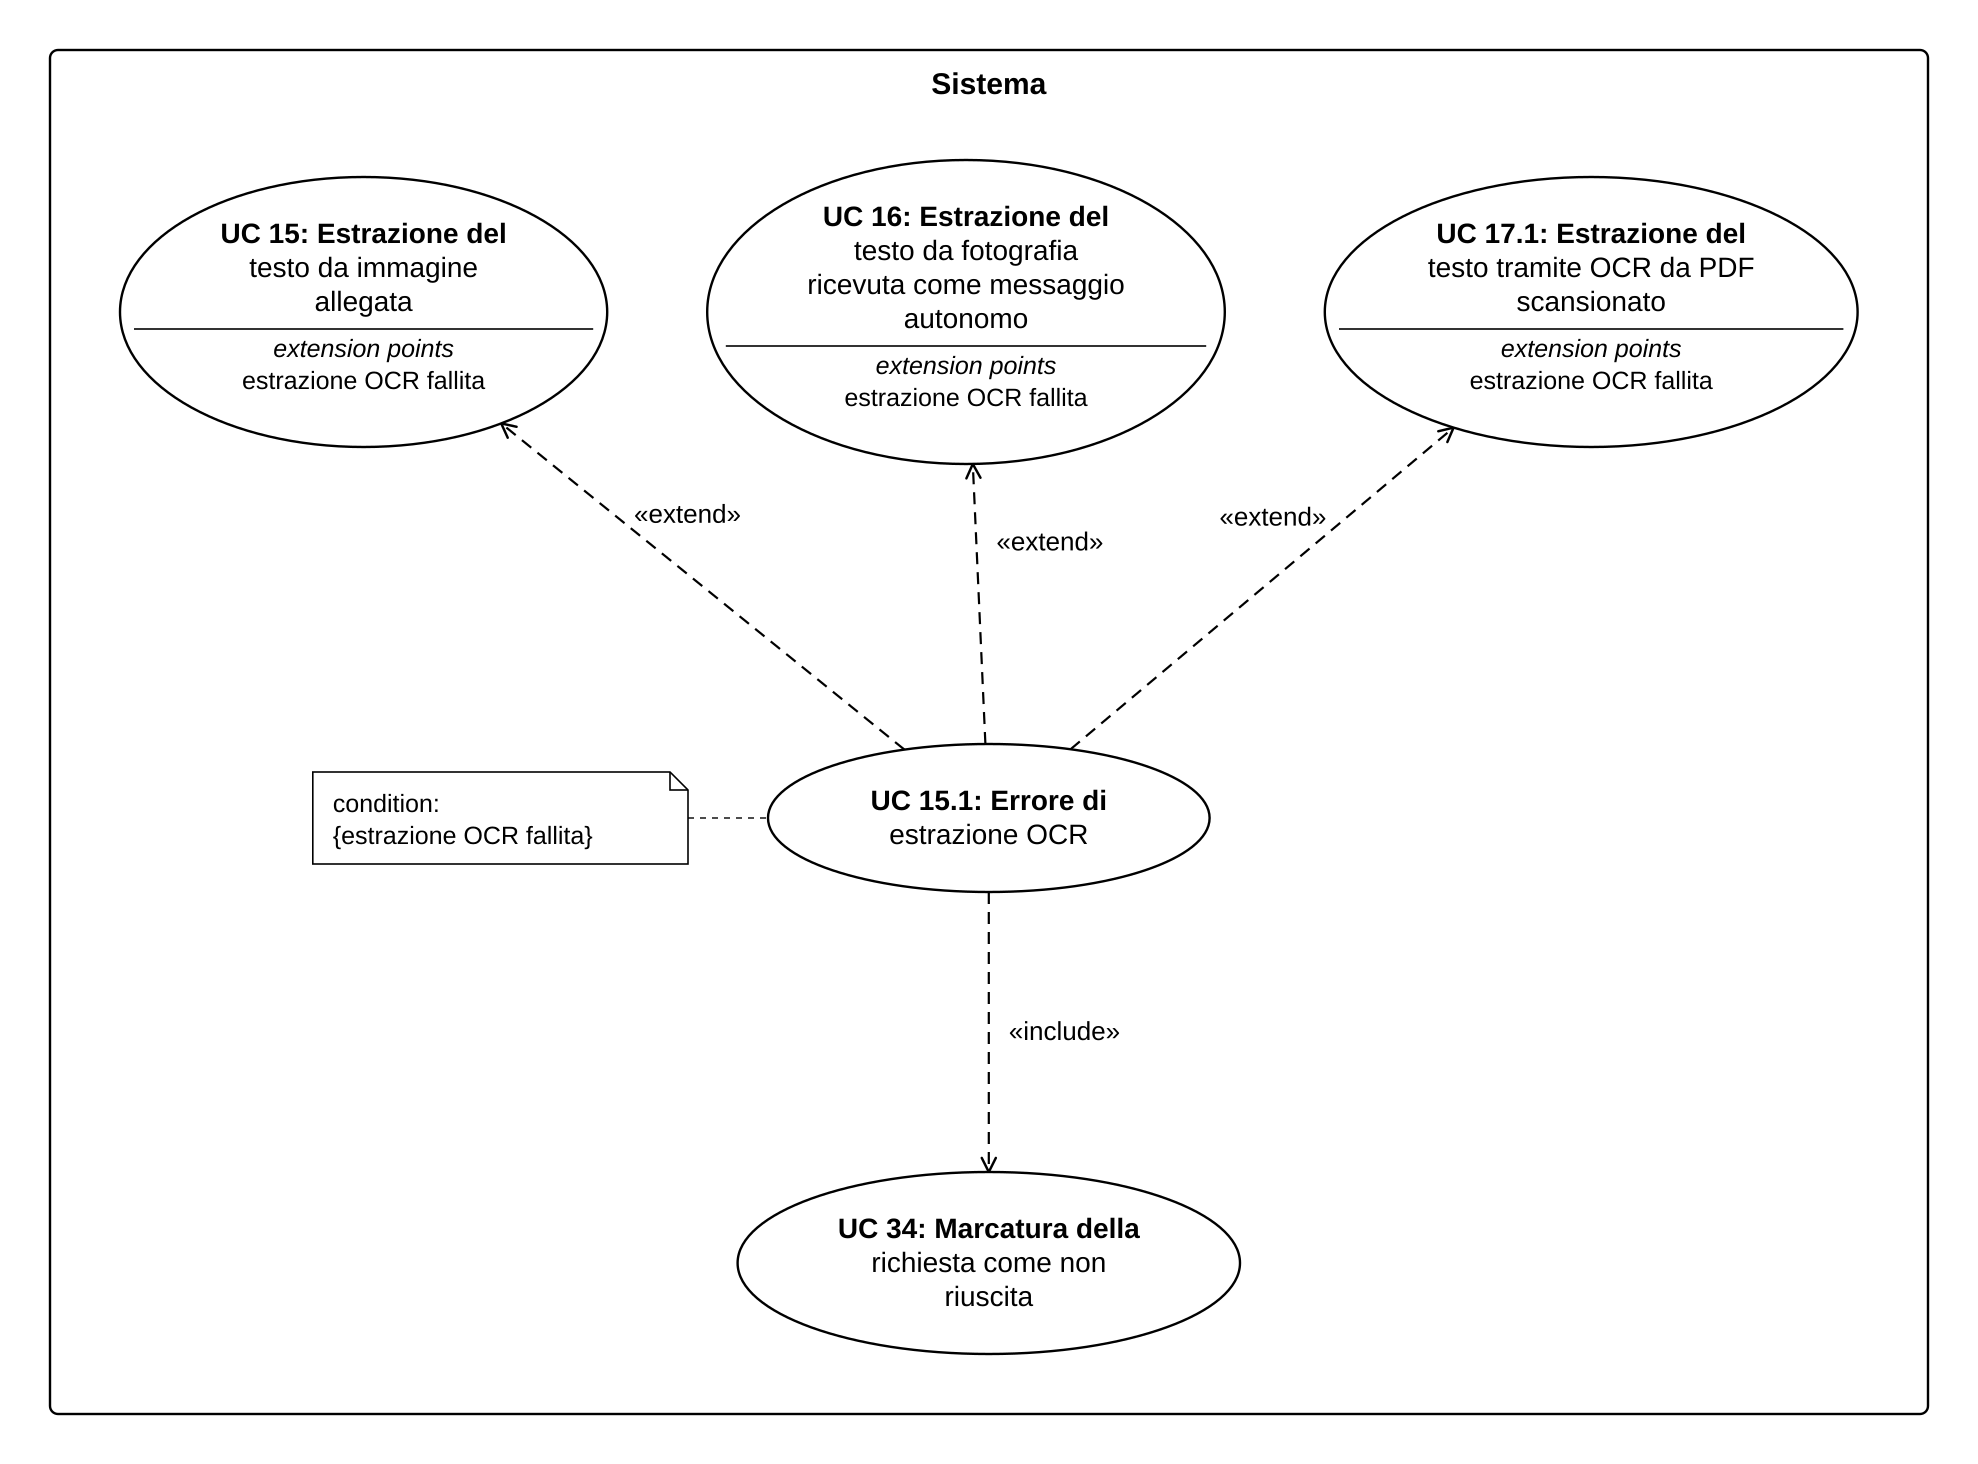 Sistema
UC 15: Estrazione del
testo da immagine
allegata
extension points
estrazione OCR fallita
UC 16: Estrazione del
testo da fotografia
ricevuta come messaggio
autonomo
extension points
estrazione OCR fallita
UC 17.1: Estrazione del
testo tramite OCR da PDF
scansionato
extension points
estrazione OCR fallita
«extend»
«extend»
«extend»
condition:
{estrazione OCR fallita}
UC 15.1: Errore di
estrazione OCR
«include»
UC 34: Marcatura della
richiesta come non
riuscita